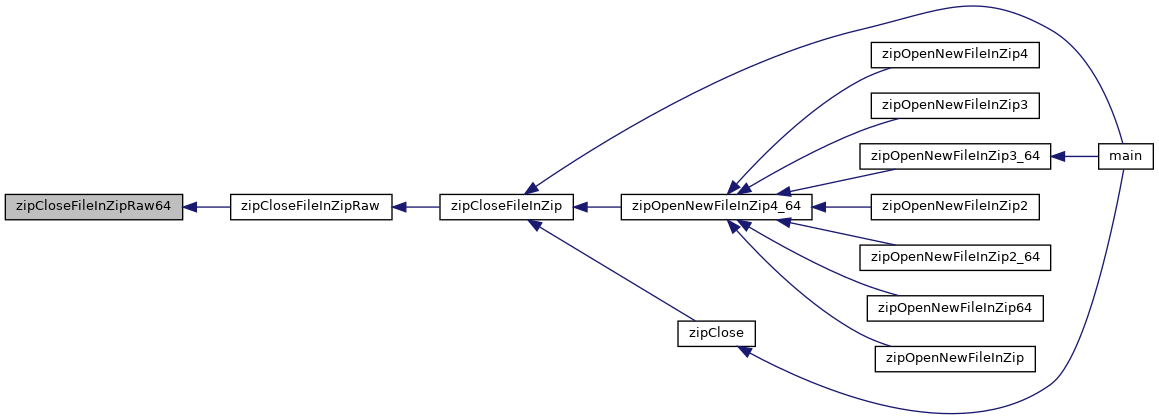 zipOpenNewFileInZip4
zipOpenNewFileInZip3
zipOpenNewFileInZip3_64
main
zipCloseFileInZipRaw64
zipCloseFileInZipRaw
zipCloseFileInZip
zipOpenNewFileInZip4_64
zipOpenNewFileInZip2
zipOpenNewFileInZip2_64
zipOpenNewFileInZip64
zipClose
zipOpenNewFileInZip